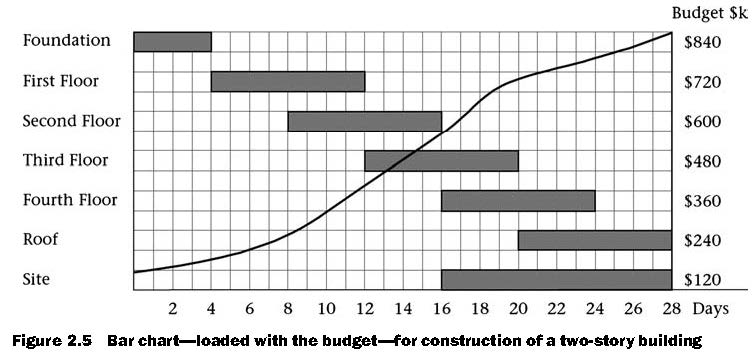 Budget $k
Foundation $840
First Floor $720
Second Floor $600
Third Floor $480
Fourth Floor $360
Roof $240
Site $120
2 4 6 8 10 12 14 16 18 20 22 24 26 28 Days
Figure 2.5 Bar chart—loaded with the budget—for construction of a two-story building